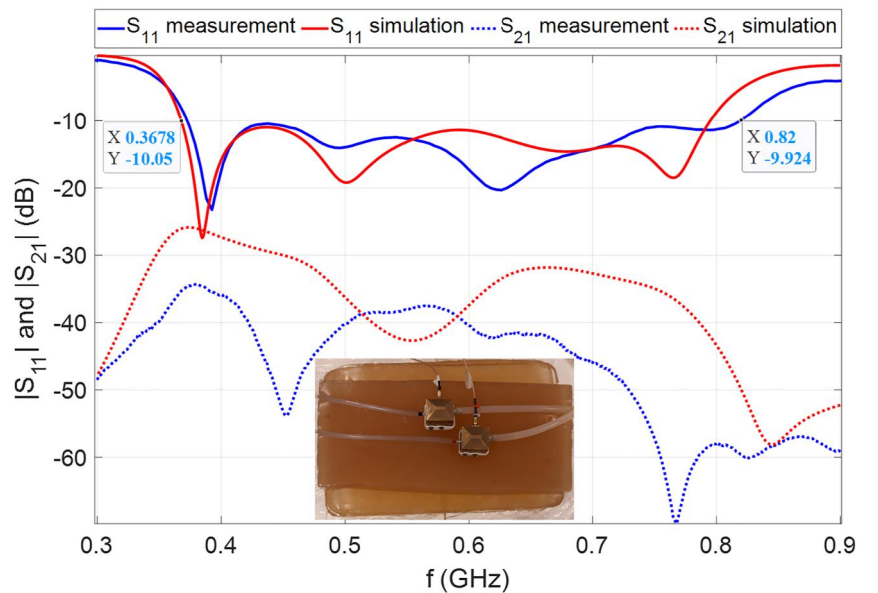 S11 measurement S11 simulation S21 measurement S21 simulation
-10
-20
-30
-40
-50
-60
|S11| and |S21| (dB)
X 0.3678
Y -10.05
X 0.82
Y -9.924
0.3 0.4 0.5 0.6 0.7 0.8 0.9
f (GHz)